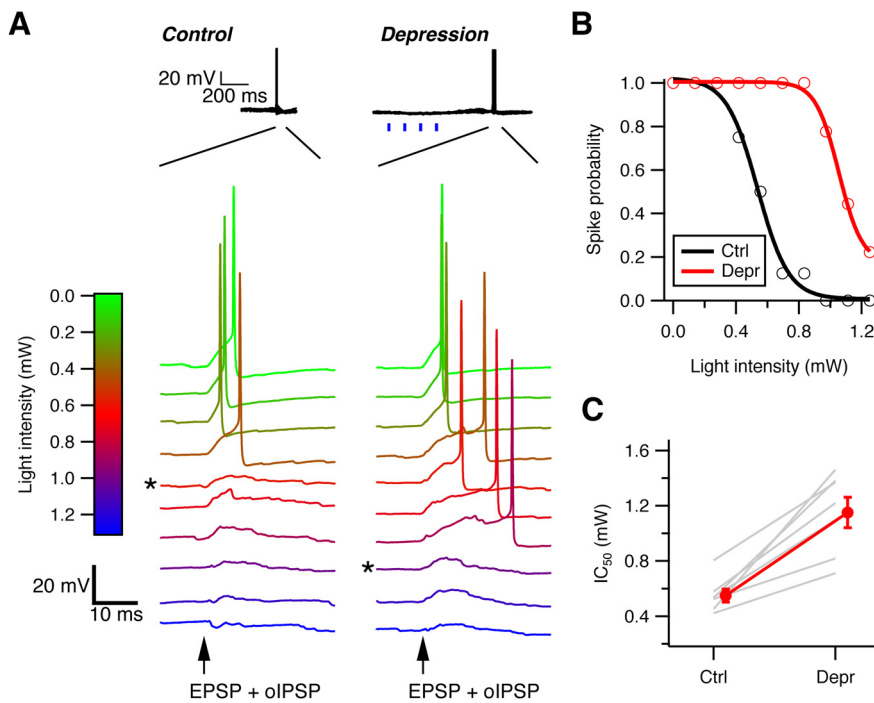 A
Control
Depression
20 mV
200 ms
Light intensity (mW)
0.0
0.2
0.4
0.6
0.8
1.0
1.2
*
*
20 mV
10 ms
EPSP + oIPSP
EPSP + oIPSP
B
Spike probability
1.0
0.8
0.6
0.4
0.2
0.0
Ctrl
Depr
0.0
0.4
0.8
1.2
Light intensity (mW)
C
IC50 (mW)
1.6
1.2
0.8
0.4
Ctrl
Depr